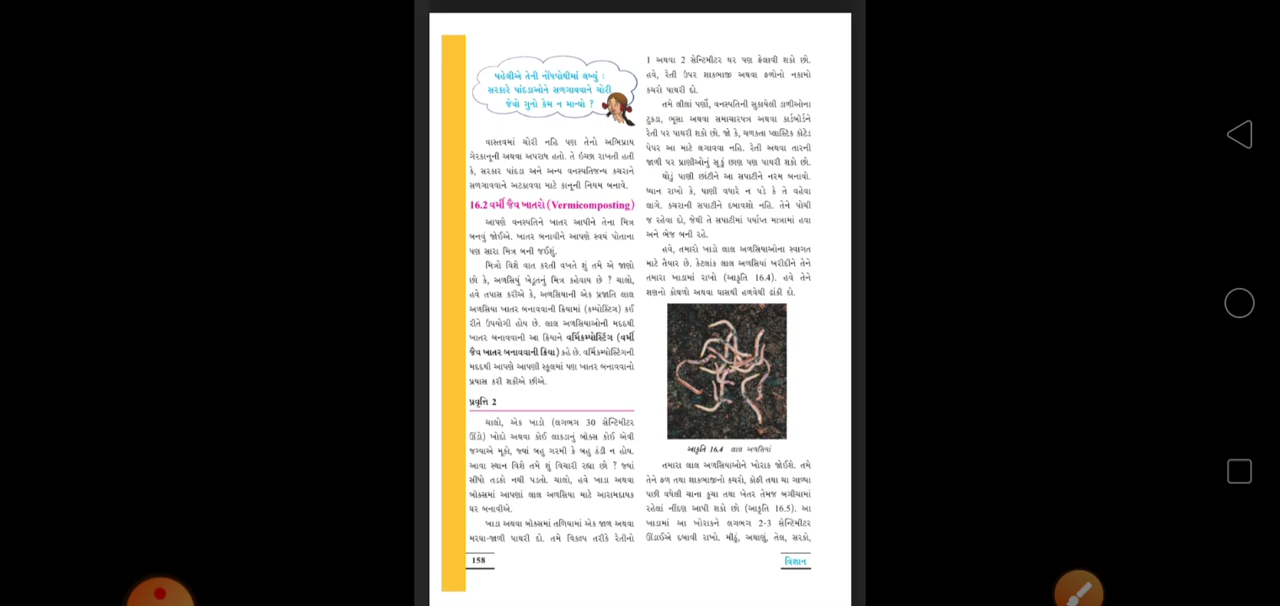 પહેલીએ તેની નોંધપોથીમાં લખ્યું :
સરકારે પાંદડાઓને સળગાવવાને ચોરી
જેવો ગુનો કેમ ન માન્યો ?
વાસ્તવમાં ચોરી નહિ પણ તેનો અભિપ્રાય
ગેરકાનૂની અથવા અપરાધ હતો. તે ઇચ્છા રાખતી હતી
કે, સરકાર પાંદડા અને અન્ય વનસ્પતિજન્ય કચરાને
સળગાવવાને અટકાવવા માટે કાનૂની નિયમ બનાવે.
16.2 વર્મી જૈવ ખાતરો (Vermicomposting)
આપણે વનસ્પતિને ખાતર આપીને તેના મિત્ર
બનવું જોઈએ. ખાતર બનાવીને આપણે સ્વયં પોતાના
પણ સારા મિત્ર બની જઈશું.
મિત્રો વિશે વાત કરતી વખતે શું તમે એ જાણો
છો કે, અળસિયું ખેડૂતનું મિત્ર કહેવાય છે ? ચાલો,
હવે તપાસ કરીએ કે, અળસિયાની એક પ્રજાતિ લાલ
અળસિયા ખાતર બનાવવાની ક્રિયામાં (કમ્પોસ્ટિંગ) કઈ
રીતે ઉપયોગી હોય છે. લાલ અળસિયાઓની મદદથી
ખાતર બનાવવાની આ ક્રિયાને વર્મિકમ્પોસ્ટિંગ (વર્મી
જૈવ ખાતર બનાવવાની ક્રિયા) કહે છે. વર્મિકમ્પોસ્ટિંગની
મદદથી આપણે આપણી સ્કૂલમાં પણ ખાતર બનાવવાનો
પ્રયાસ કરી શકીએ છીએ.
પ્રવૃત્તિ 2
ચાલો, એક ખાડો (લગભગ 30 સેન્ટિમીટર
ઊંડો) ખોદો અથવા કોઈ લાકડાનું બોક્સ કોઈ એવી
જગ્યાએ મૂકો, જ્યાં બહુ ગરમી કે બહુ ઠંડી ન હોય.
આવા સ્થાન વિશે તમે શું વિચારી રહ્યા છો ? જ્યાં
સીધો તડકો નથી પડતો. ચાલો, હવે ખાડા અથવા
બોક્સમાં આપણાં લાલ અળસિયા માટે આરામદાયક
ઘર બનાવીએ.
ખાડા અથવા બોક્સમાં તળિયામાં એક જાળ અથવા
મરઘા-જાળી પાથરી દો. તમે વિકલ્પ તરીકે રેતીનો
158
1 અથવા 2 સેન્ટિમીટર થર પણ ફેલાવી શકો છો.
હવે, રેતી ઉપર શાકભાજી અથવા ફળોનો નકામો
કચરો પાથરી દો.
તમે લીલાં પર્ણો, વનસ્પતિની સુકાયેલી ડાળીઓના
ટુકડા, ભૂસા અથવા સમાચારપત્ર અથવા કાર્ડબોર્ડને
રેતી પર પાથરી શકો છો. જો કે, ચળકતા પ્લાસ્ટિક કોટેડ
પેપર આ માટે લગાવવા નહિ. રેતી અથવા તારની
જાળી પર પ્રાણીઓનું સૂકું છાણ પણ પાથરી શકો છો.
થોડું પાણી છાંટીને આ સપાટીને નરમ બનાવો.
ધ્યાન રાખો કે, પાણી વધારે ન પડે કે તે વહેવા
લાગે. કચરાની સપાટીને દબાવશો નહિ. તેને પોચી
જ રહેવા દો, જેથી તે સપાટીમાં પર્યાપ્ત માત્રામાં હવા
અને ભેજ બની રહે.
હવે, તમારો ખાડો લાલ અળસિયાઓના સ્વાગત
માટે તૈયાર છે. કેટલાંક લાલ અળસિયાં ખરીદીને તેને
તમારા ખાડામાં રાખો (આકૃતિ 16.4). હવે તેને
શણનો કોથળો અથવા ઘાસથી હળવેથી ઢાંકી દો.
આકૃતિ 16.4 લાલ અળસિયાં
તમારા લાલ અળસિયાઓને ખોરાક જોઈશે. તમે
તેને ફળ તથા શાકભાજીનો કચરો, કોફી તથા ચા ગાળ્યા
પછી વધેલી ચાના કૂચા તથા ખેતર તેમજ બગીચામાં
રહેલાં નીંદણ આપી શકો છો (આકૃતિ 16.5). આ
ખાડામાં આ ખોરાકને લગભગ 2-3 સેન્ટિમીટર
ઊંડાઈએ દબાવી રાખો. મીઠું, અથાણું, તેલ, સરકો,
વિજ્ઞાન